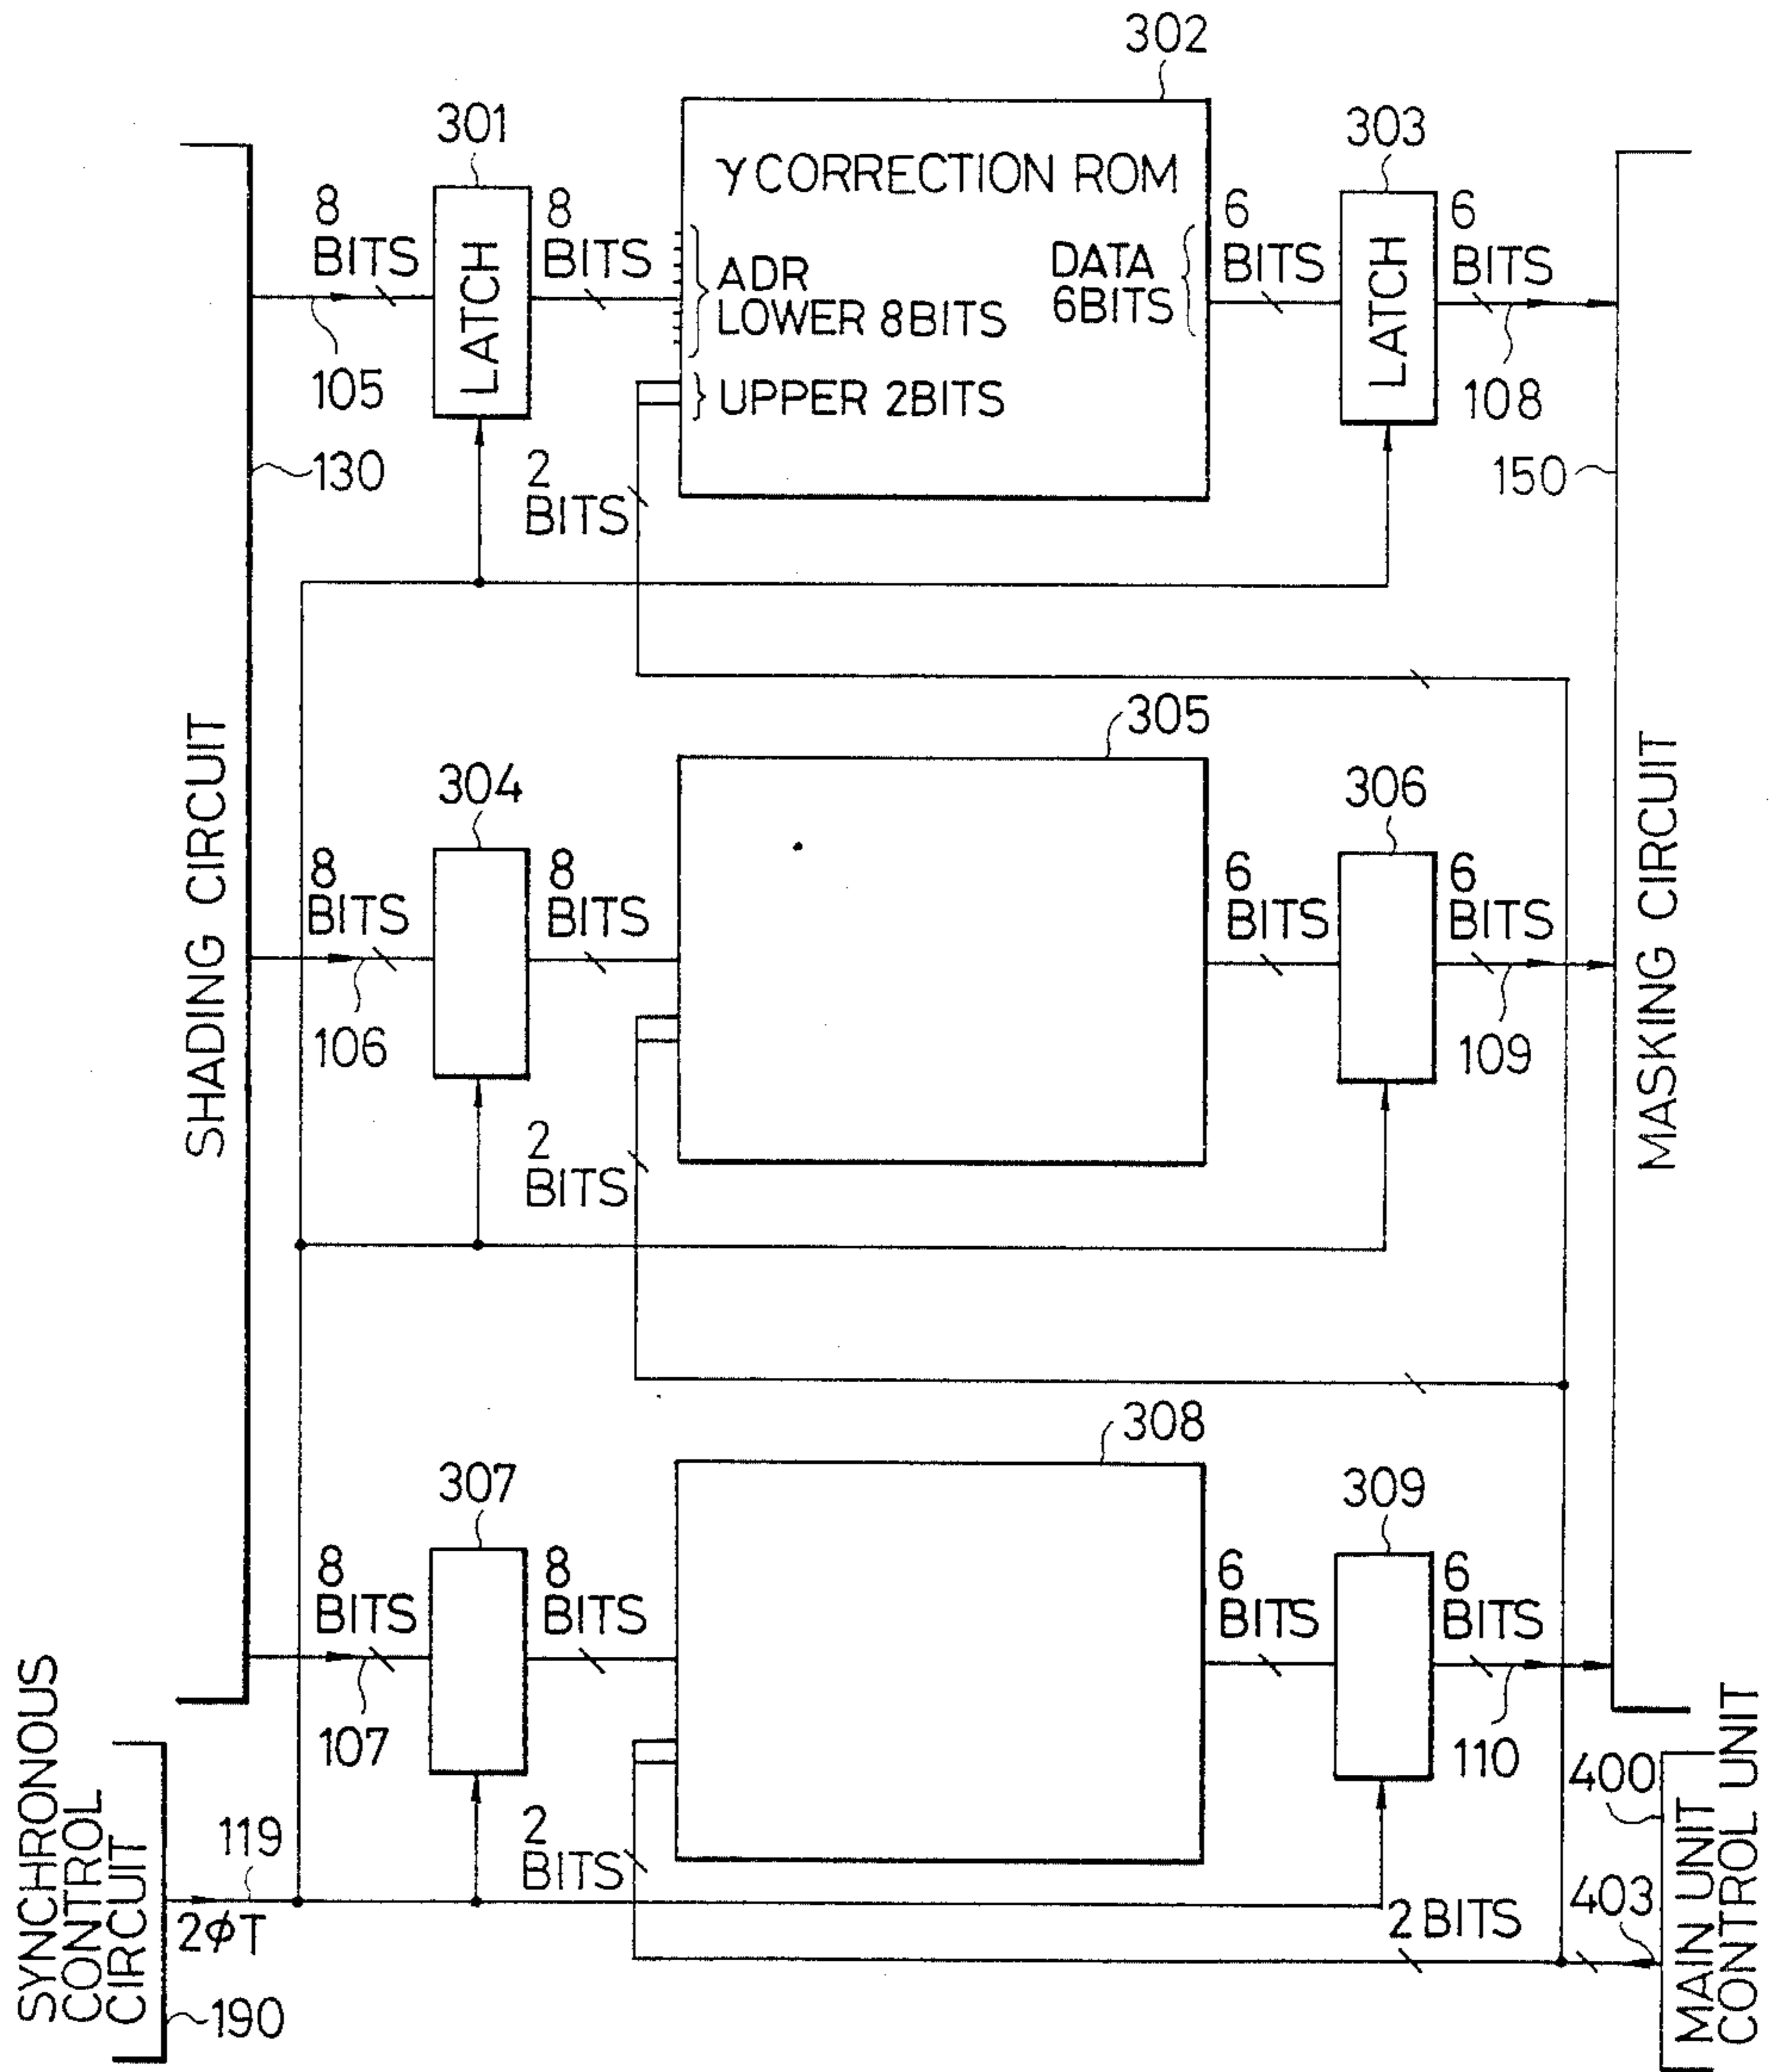 302
301
303
γ CORRECTION ROM
8
BITS
LATCH
8
BITS
ADR
LOWER 8BITS
UPPER 2BITS
DATA
6BITS
6
BITS
LATCH
6
BITS
105
108
130
150
2
BITS
SHADING CIRCUIT
MASKING CIRCUIT
305
304
306
8
BITS
8
BITS
6
BITS
6
BITS
106
109
2
BITS
308
307
309
8
BITS
8
BITS
6
BITS
6
BITS
107
110
2
BITS
2 BITS
SYNCHRONOUS
CONTROL
CIRCUIT
119
2φT
190
400
403
MAIN UNIT
CONTROL UNIT